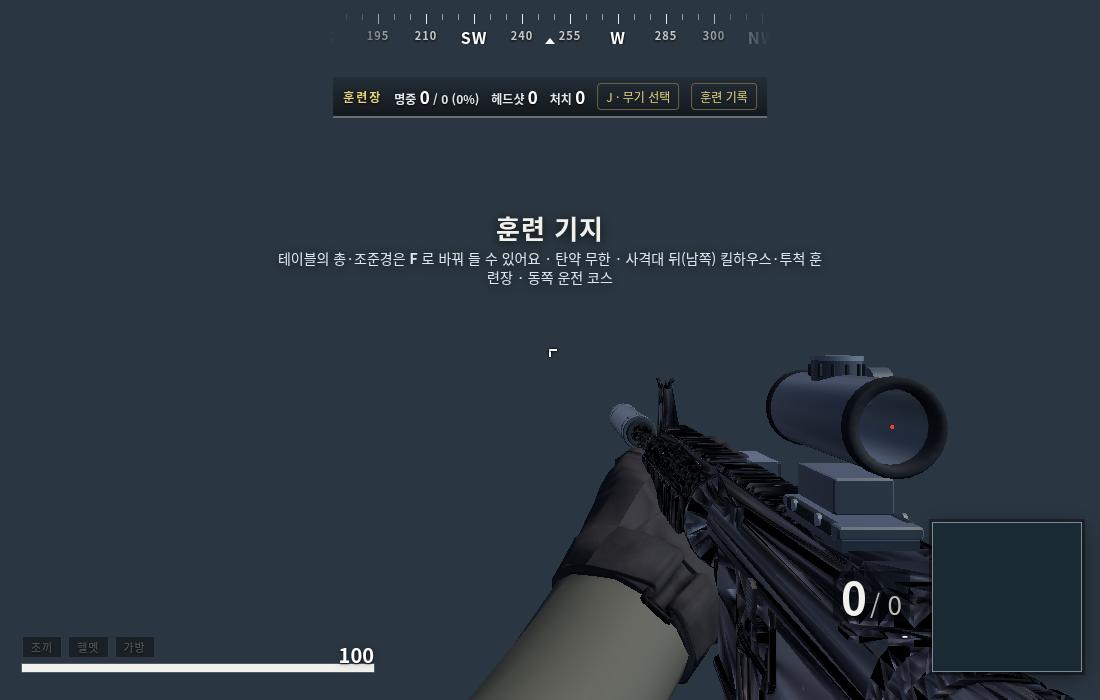 195 210 SW 240 255 W 285 300 NW
훈련장 명중 0 / 0 (0%) 헤드샷 0 처치 0 J · 무기 선택 훈련 기록
훈련 기지
테이블의 총·조준경은 F 로 바꿔 들 수 있어요 · 탄약 무한 · 사격대 뒤(남쪽) 킬하우스·투척 훈
련장 · 동쪽 운전 코스
0 / 0
조끼 헬멧 가방
100